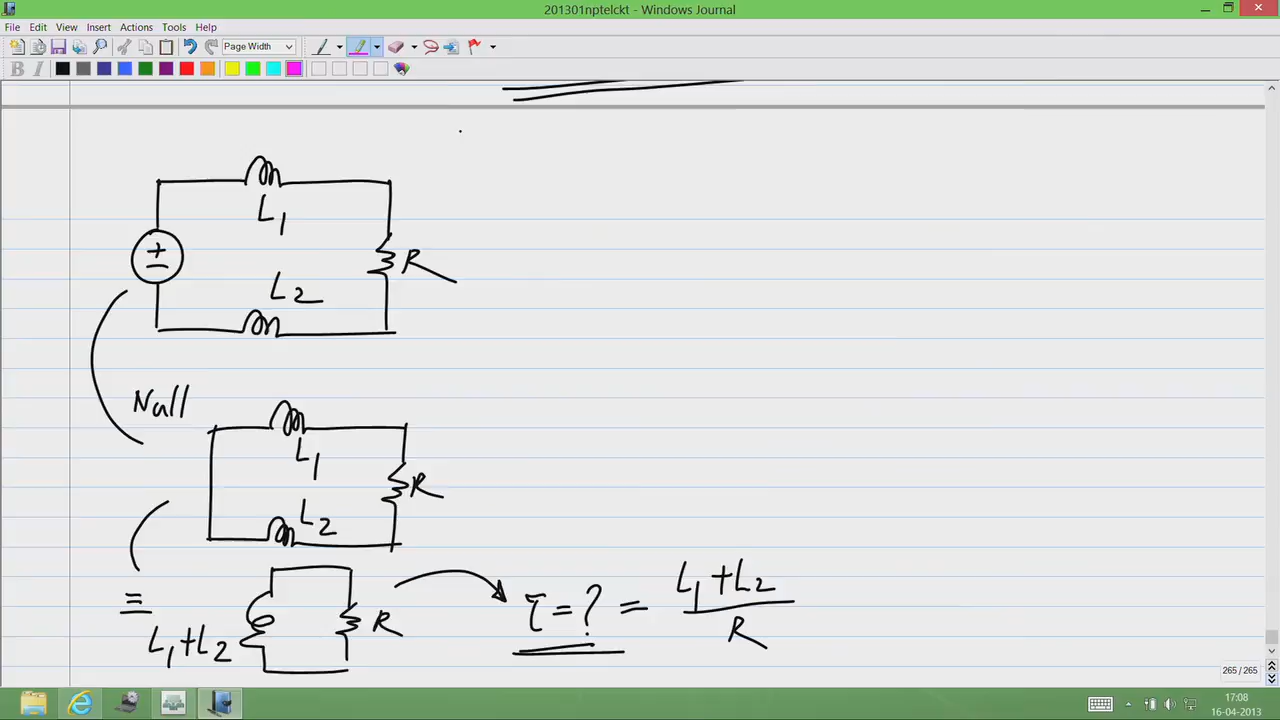 201301nptelckt - Windows Journal
File Edit View Insert Actions Tools Help
Page Width
B I
L1
+
−
R
L2
Null
L1
R
L2
=
L1+L2
R
τ = ? = L1+L2 / R
265 / 265
17:08
16-04-2013